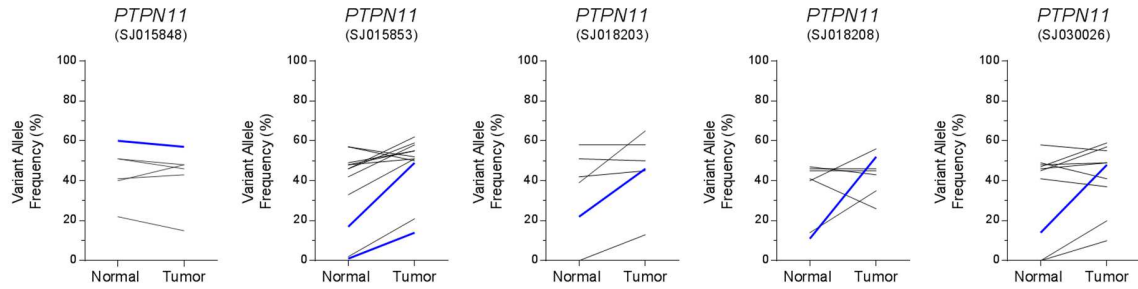 PTPN11
(SJ015848)
100
80
60
40
20
0
Variant Allele
Frequency (%)
Normal Tumor
PTPN11
(SJ015853)
100
80
60
40
20
0
Variant Allele
Frequency (%)
Normal Tumor
PTPN11
(SJ018203)
100
80
60
40
20
0
Variant Allele
Frequency (%)
Normal Tumor
PTPN11
(SJ018208)
100
80
60
40
20
0
Variant Allele
Frequency (%)
Normal Tumor
PTPN11
(SJ030026)
100
80
60
40
20
0
Variant Allele
Frequency (%)
Normal Tumor